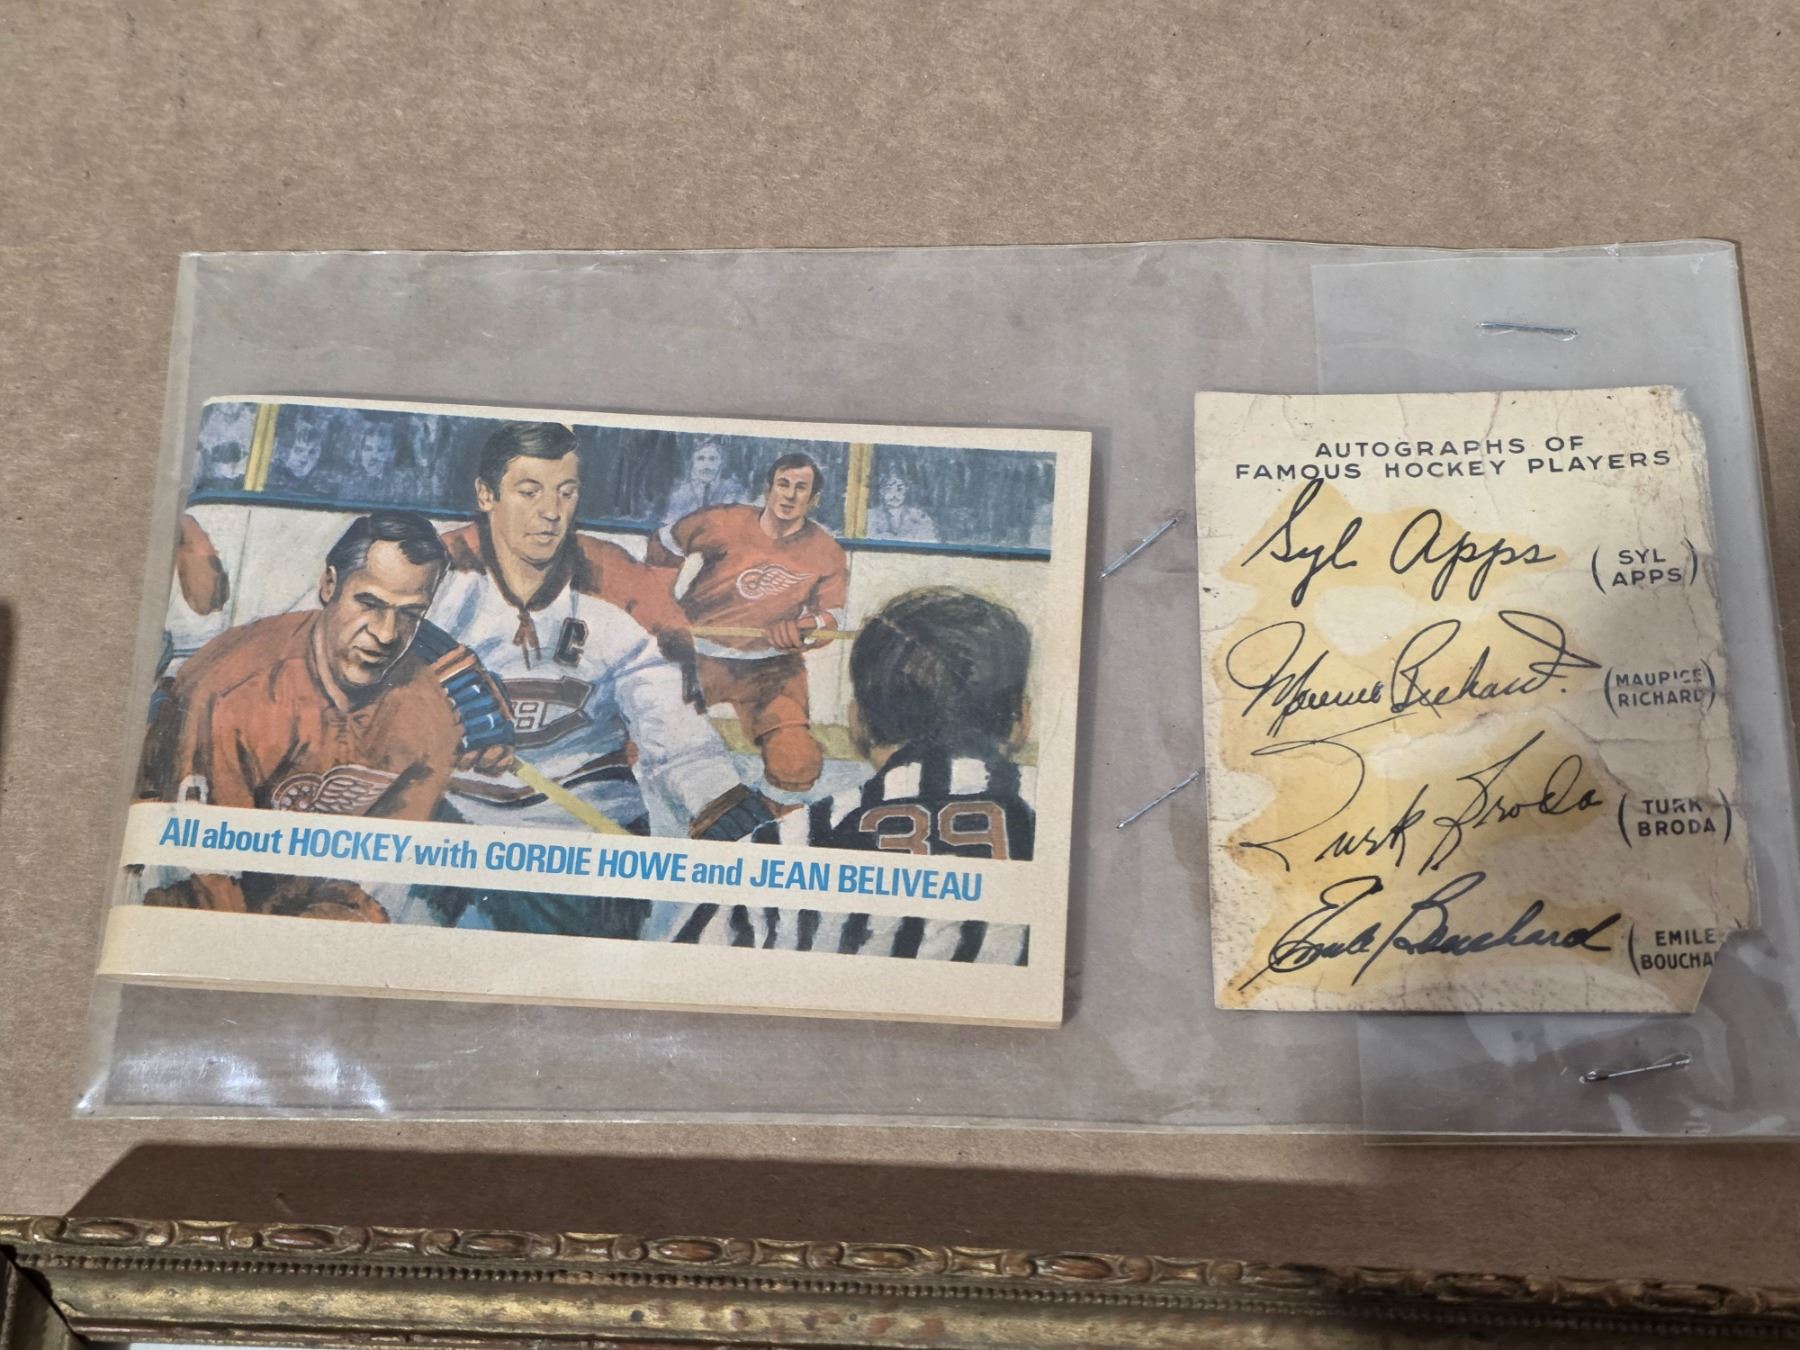 All about HOCKEY with GORDIE HOWE and JEAN BELIVEAU
C
39
AUTOGRAPHS OF
FAMOUS HOCKEY PLAYERS
Syl Apps
(SYL
APPS)
Maurice Richard.
(MAURICE
RICHARD)
Turk Broda
(TURK
BRODA)
Emile Bouchard
(EMILE
BOUCHA